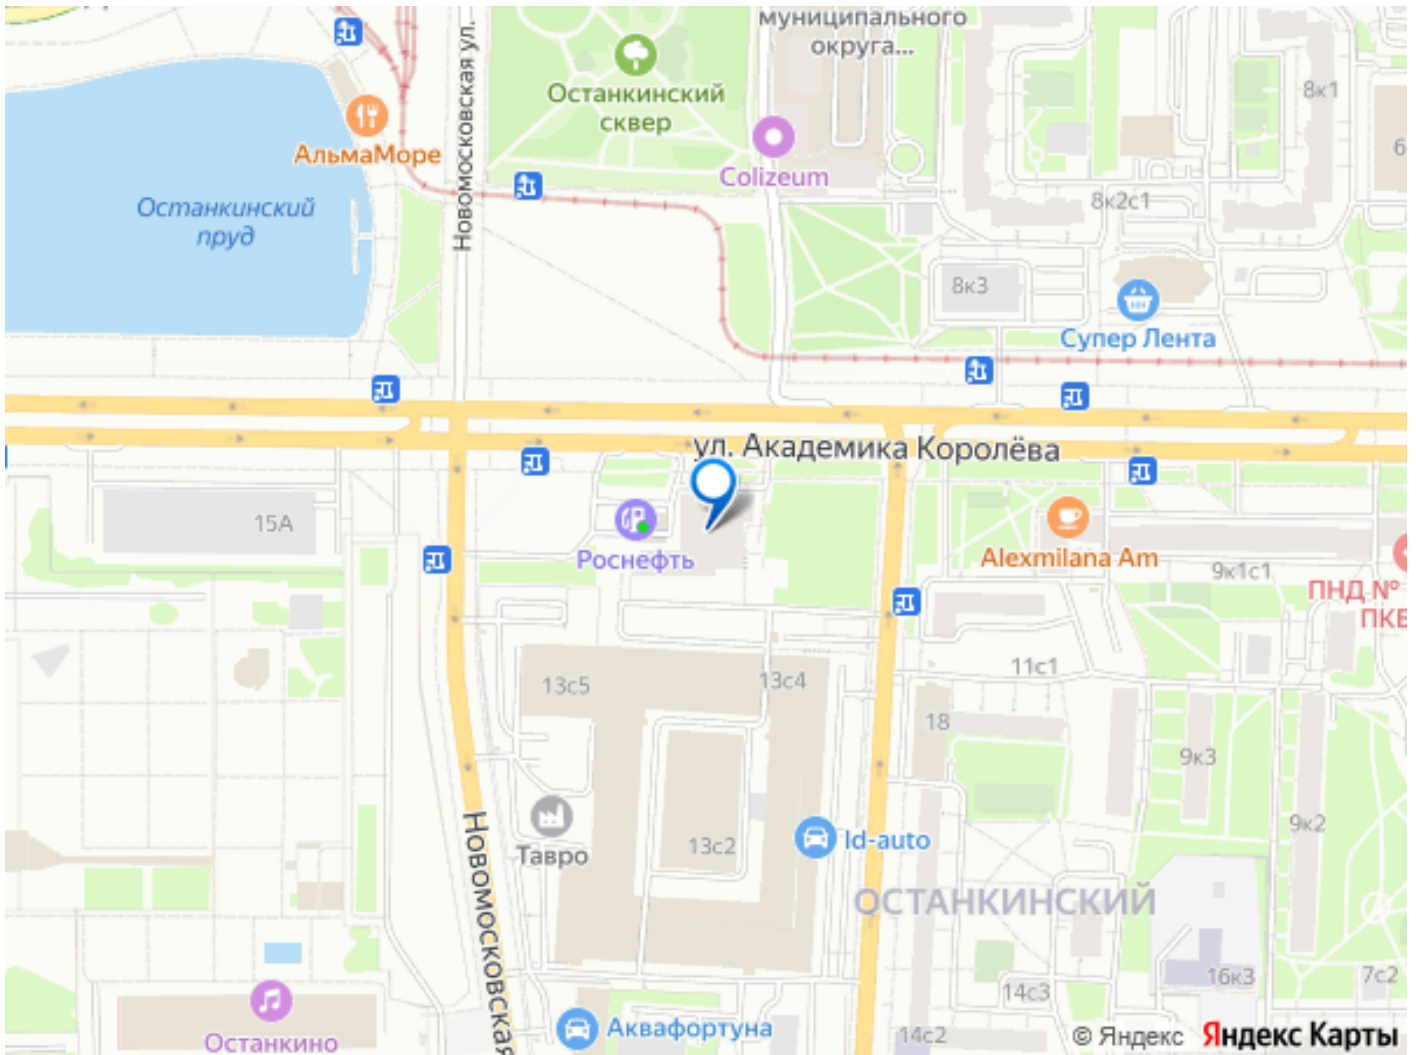 муниципального
округа...
Новомосковская ул.
Останкинский
сквер
8к1
АльмаМоре
Colizeum
6
Останкинский
пруд
8к2с1
8к3
Супер Лента
ул. Академика Королёва
15А
Роснефть
Alexmilana Am
9к1с1
ПНД №
ПКБ
11с1
13с5
13с4
18
9к3
9к2
Тавро
13с2
Id-auto
Новомосковская
ОСТАНКИНСКИЙ
16к3
7с2
14с3
Останкино
Аквафортуна
14с2
© Яндекс Яндекс Карты